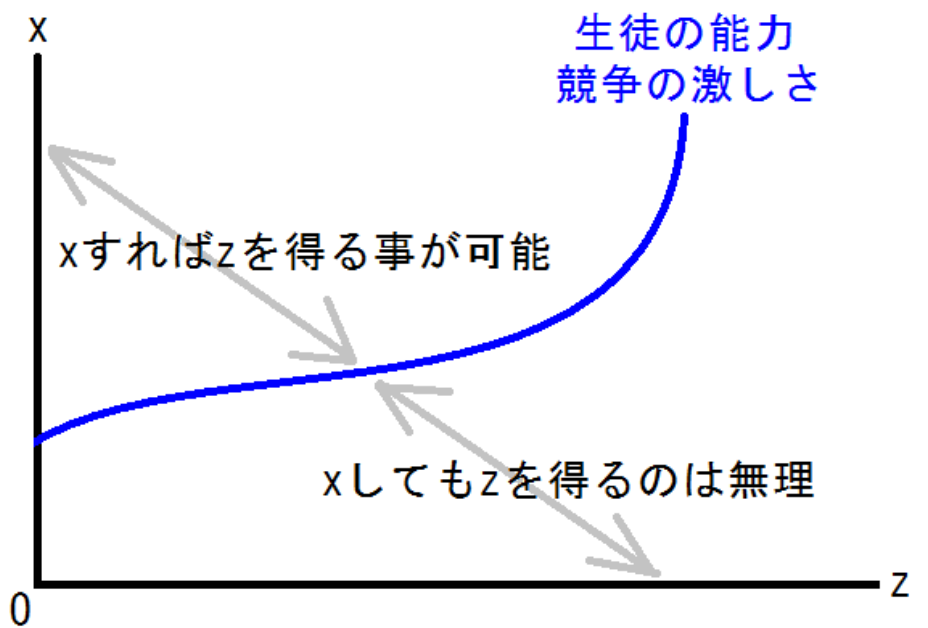 x
生徒の能力
競争の激しさ
xすればzを得る事が可能
xしてもzを得るのは無理
z
0